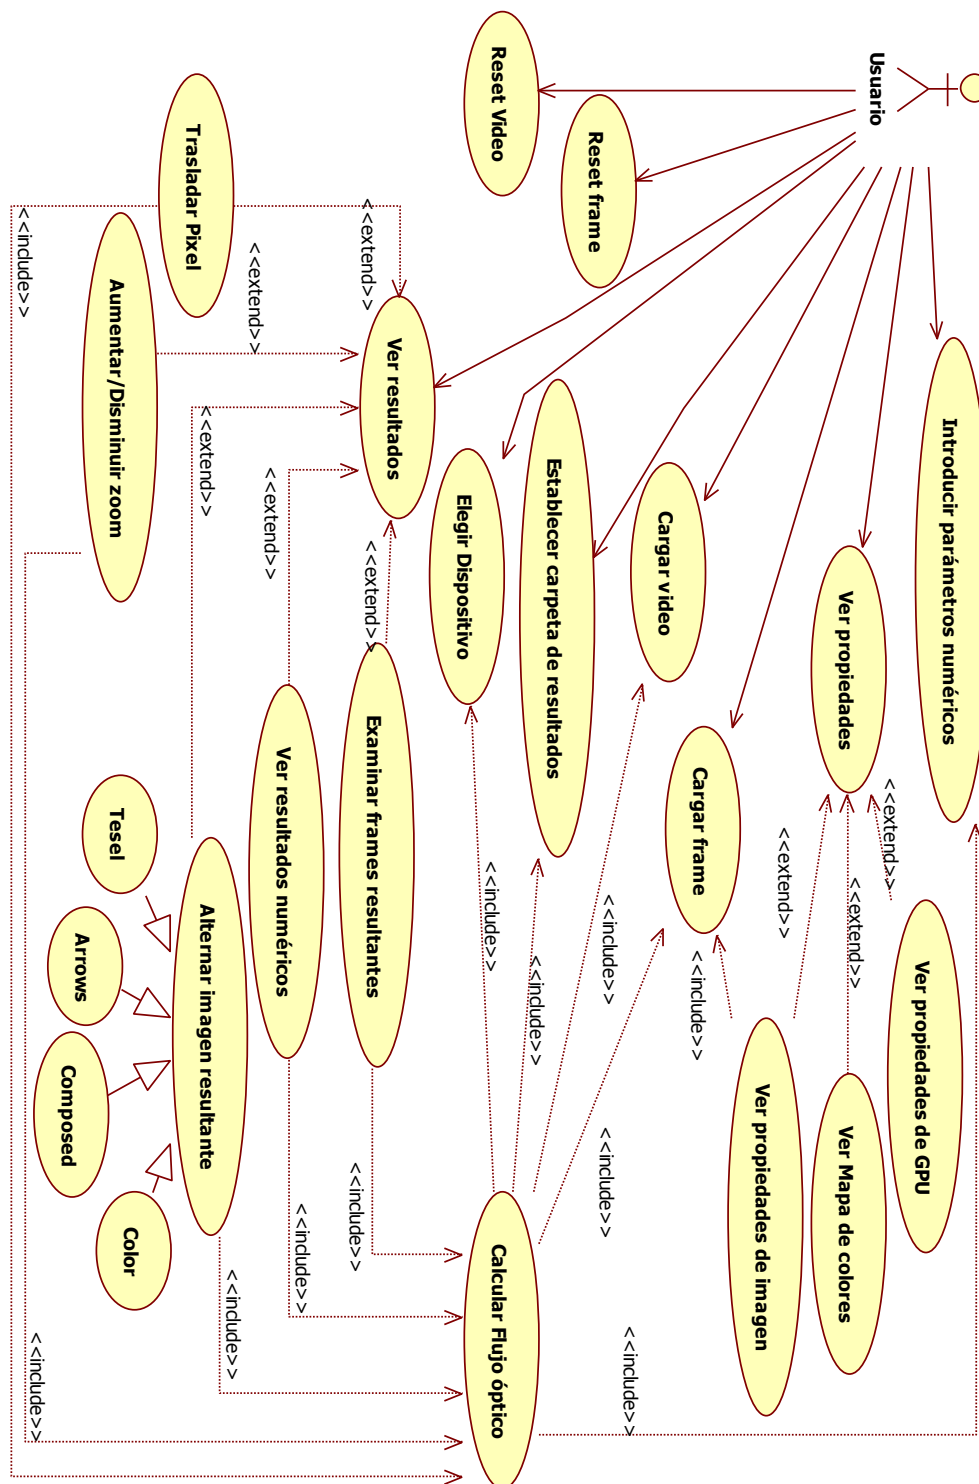 Usuario
Introducir parámetros numéricos
Ver propiedades
<<extend>>
Ver propiedades de GPU
<<extend>>
Ver Mapa de colores
<<extend>>
Ver propiedades de imagen
<<include>>
Cargar frame
Cargar video
<<include>>
<<include>>
<<include>>
Reset frame
Establecer carpeta de resultados
<<include>>
Reset Video
Elegir Dispositivo
<<include>>
Calcular Flujo óptico
Ver resultados
<<extend>>
<<extend>>
Examinar frames resultantes
<<include>>
<<extend>>
Ver resultados numéricos
<<include>>
Trasladar Pixel
<<extend>>
<<extend>>
Alternar imagen resultante
<<include>>
Aumentar/Disminuir zoom
Tesel
Arrows
Composed
Color
<<include>>
<<include>>